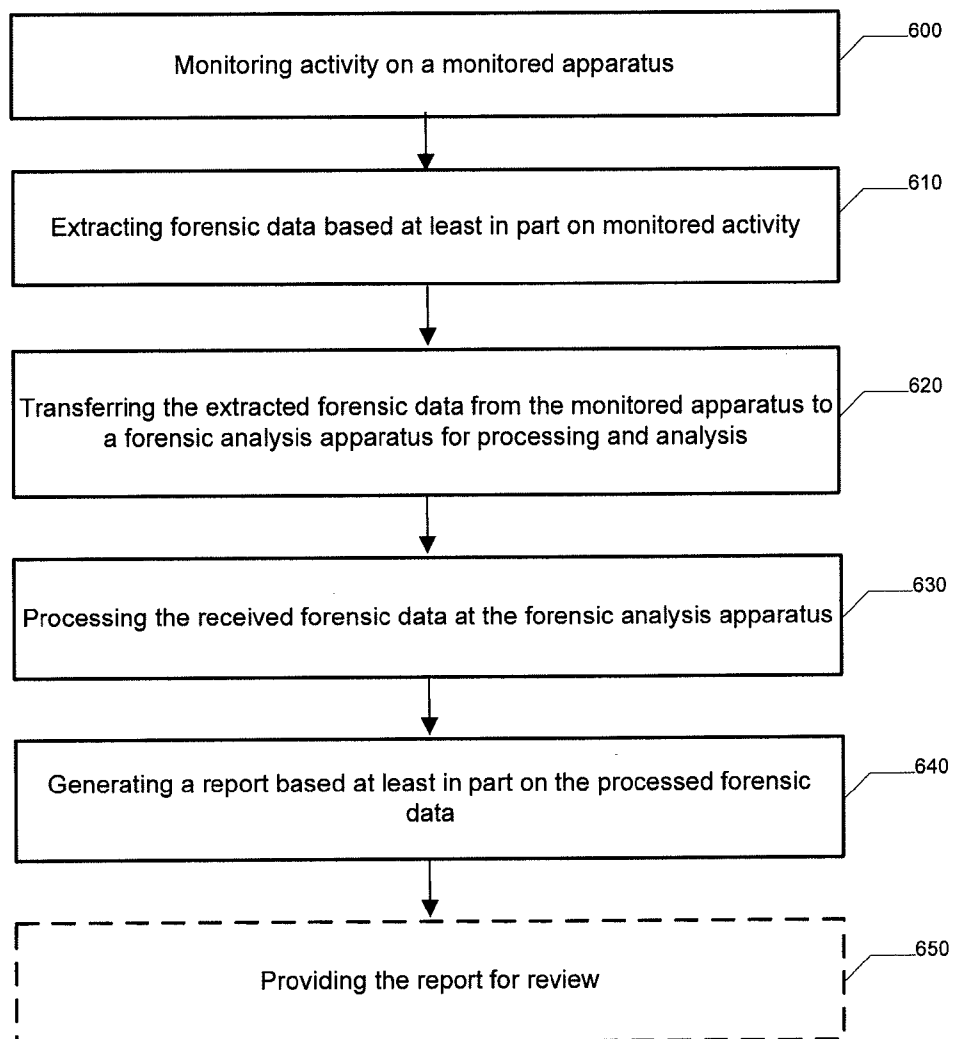 600
Monitoring activity on a monitored apparatus
610
Extracting forensic data based at least in part on monitored activity
620
Transferring the extracted forensic data from the monitored apparatus to
a forensic analysis apparatus for processing and analysis
630
Processing the received forensic data at the forensic analysis apparatus
640
Generating a report based at least in part on the processed forensic
data
650
Providing the report for review